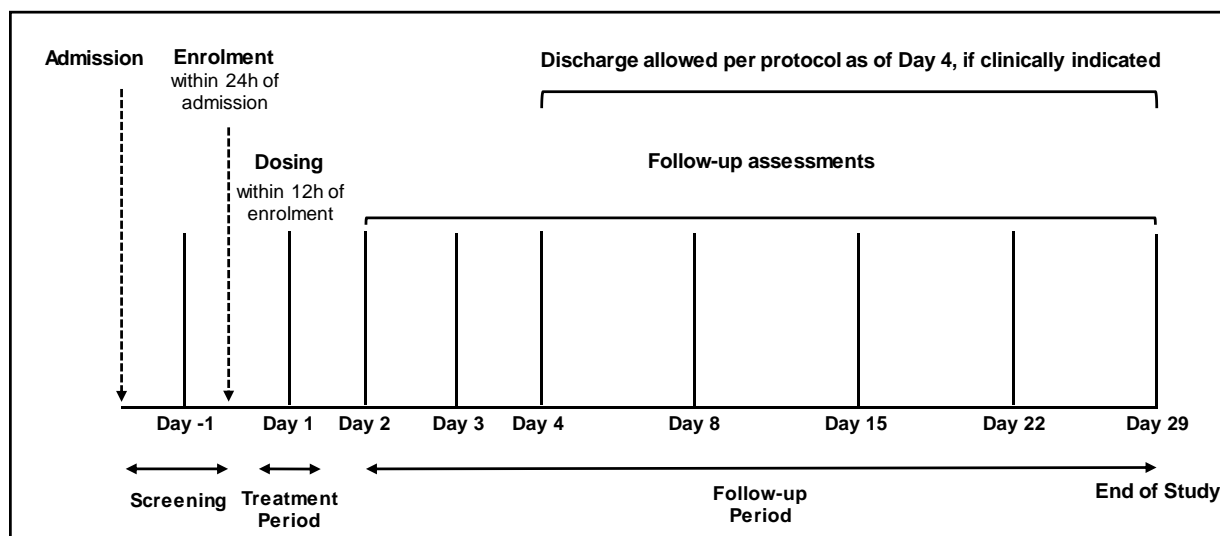 Admission
Enrolment
within 24h of
admission
Discharge allowed per protocol as of Day 4, if clinically indicated
Dosing
within 12h of
enrolment
Follow-up assessments
Day -1
Day 1
Day 2
Day 3
Day 4
Day 8
Day 15
Day 22
Day 29
Screening
Treatment
Period
Follow-up
Period
End of Study